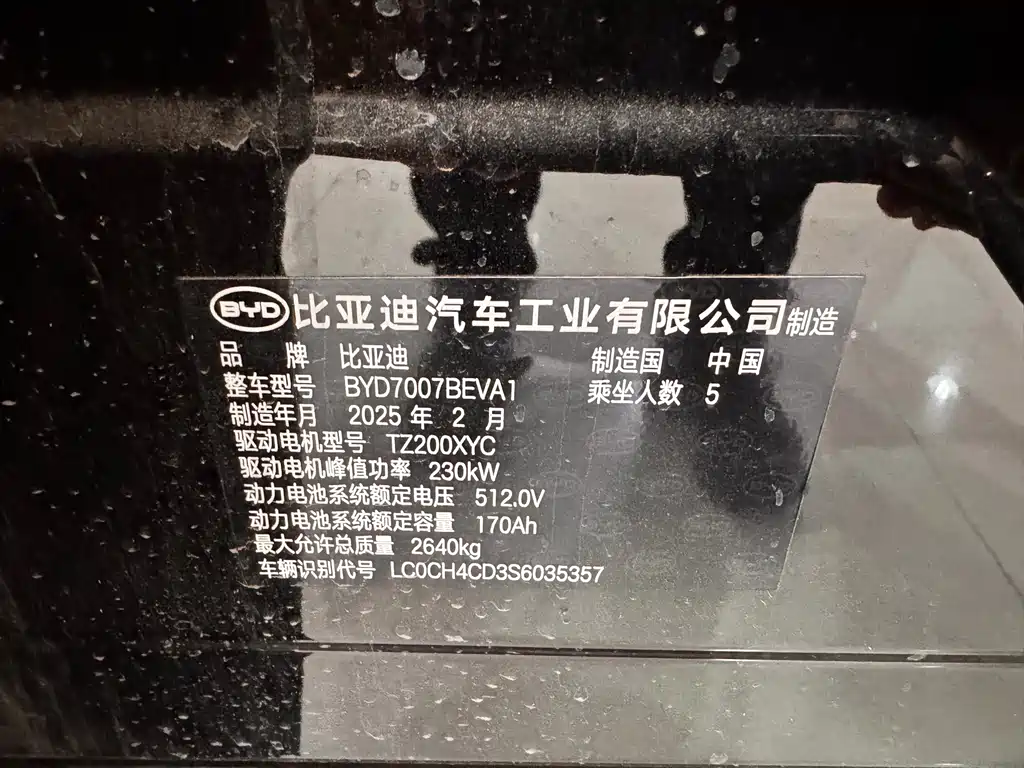 BYD 比亚迪汽车工业有限公司制造
品 牌 比亚迪 制造国 中国
整车型号 BYD7007BEVA1 乘坐人数 5
制造年月 2025 年 2 月
驱动电机型号 TZ200XYC
驱动电机峰值功率 230kW
动力电池系统额定电压 512.0V
动力电池系统额定容量 170Ah
最大允许总质量 2640kg
车辆识别代号 LC0CH4CD3S6035357